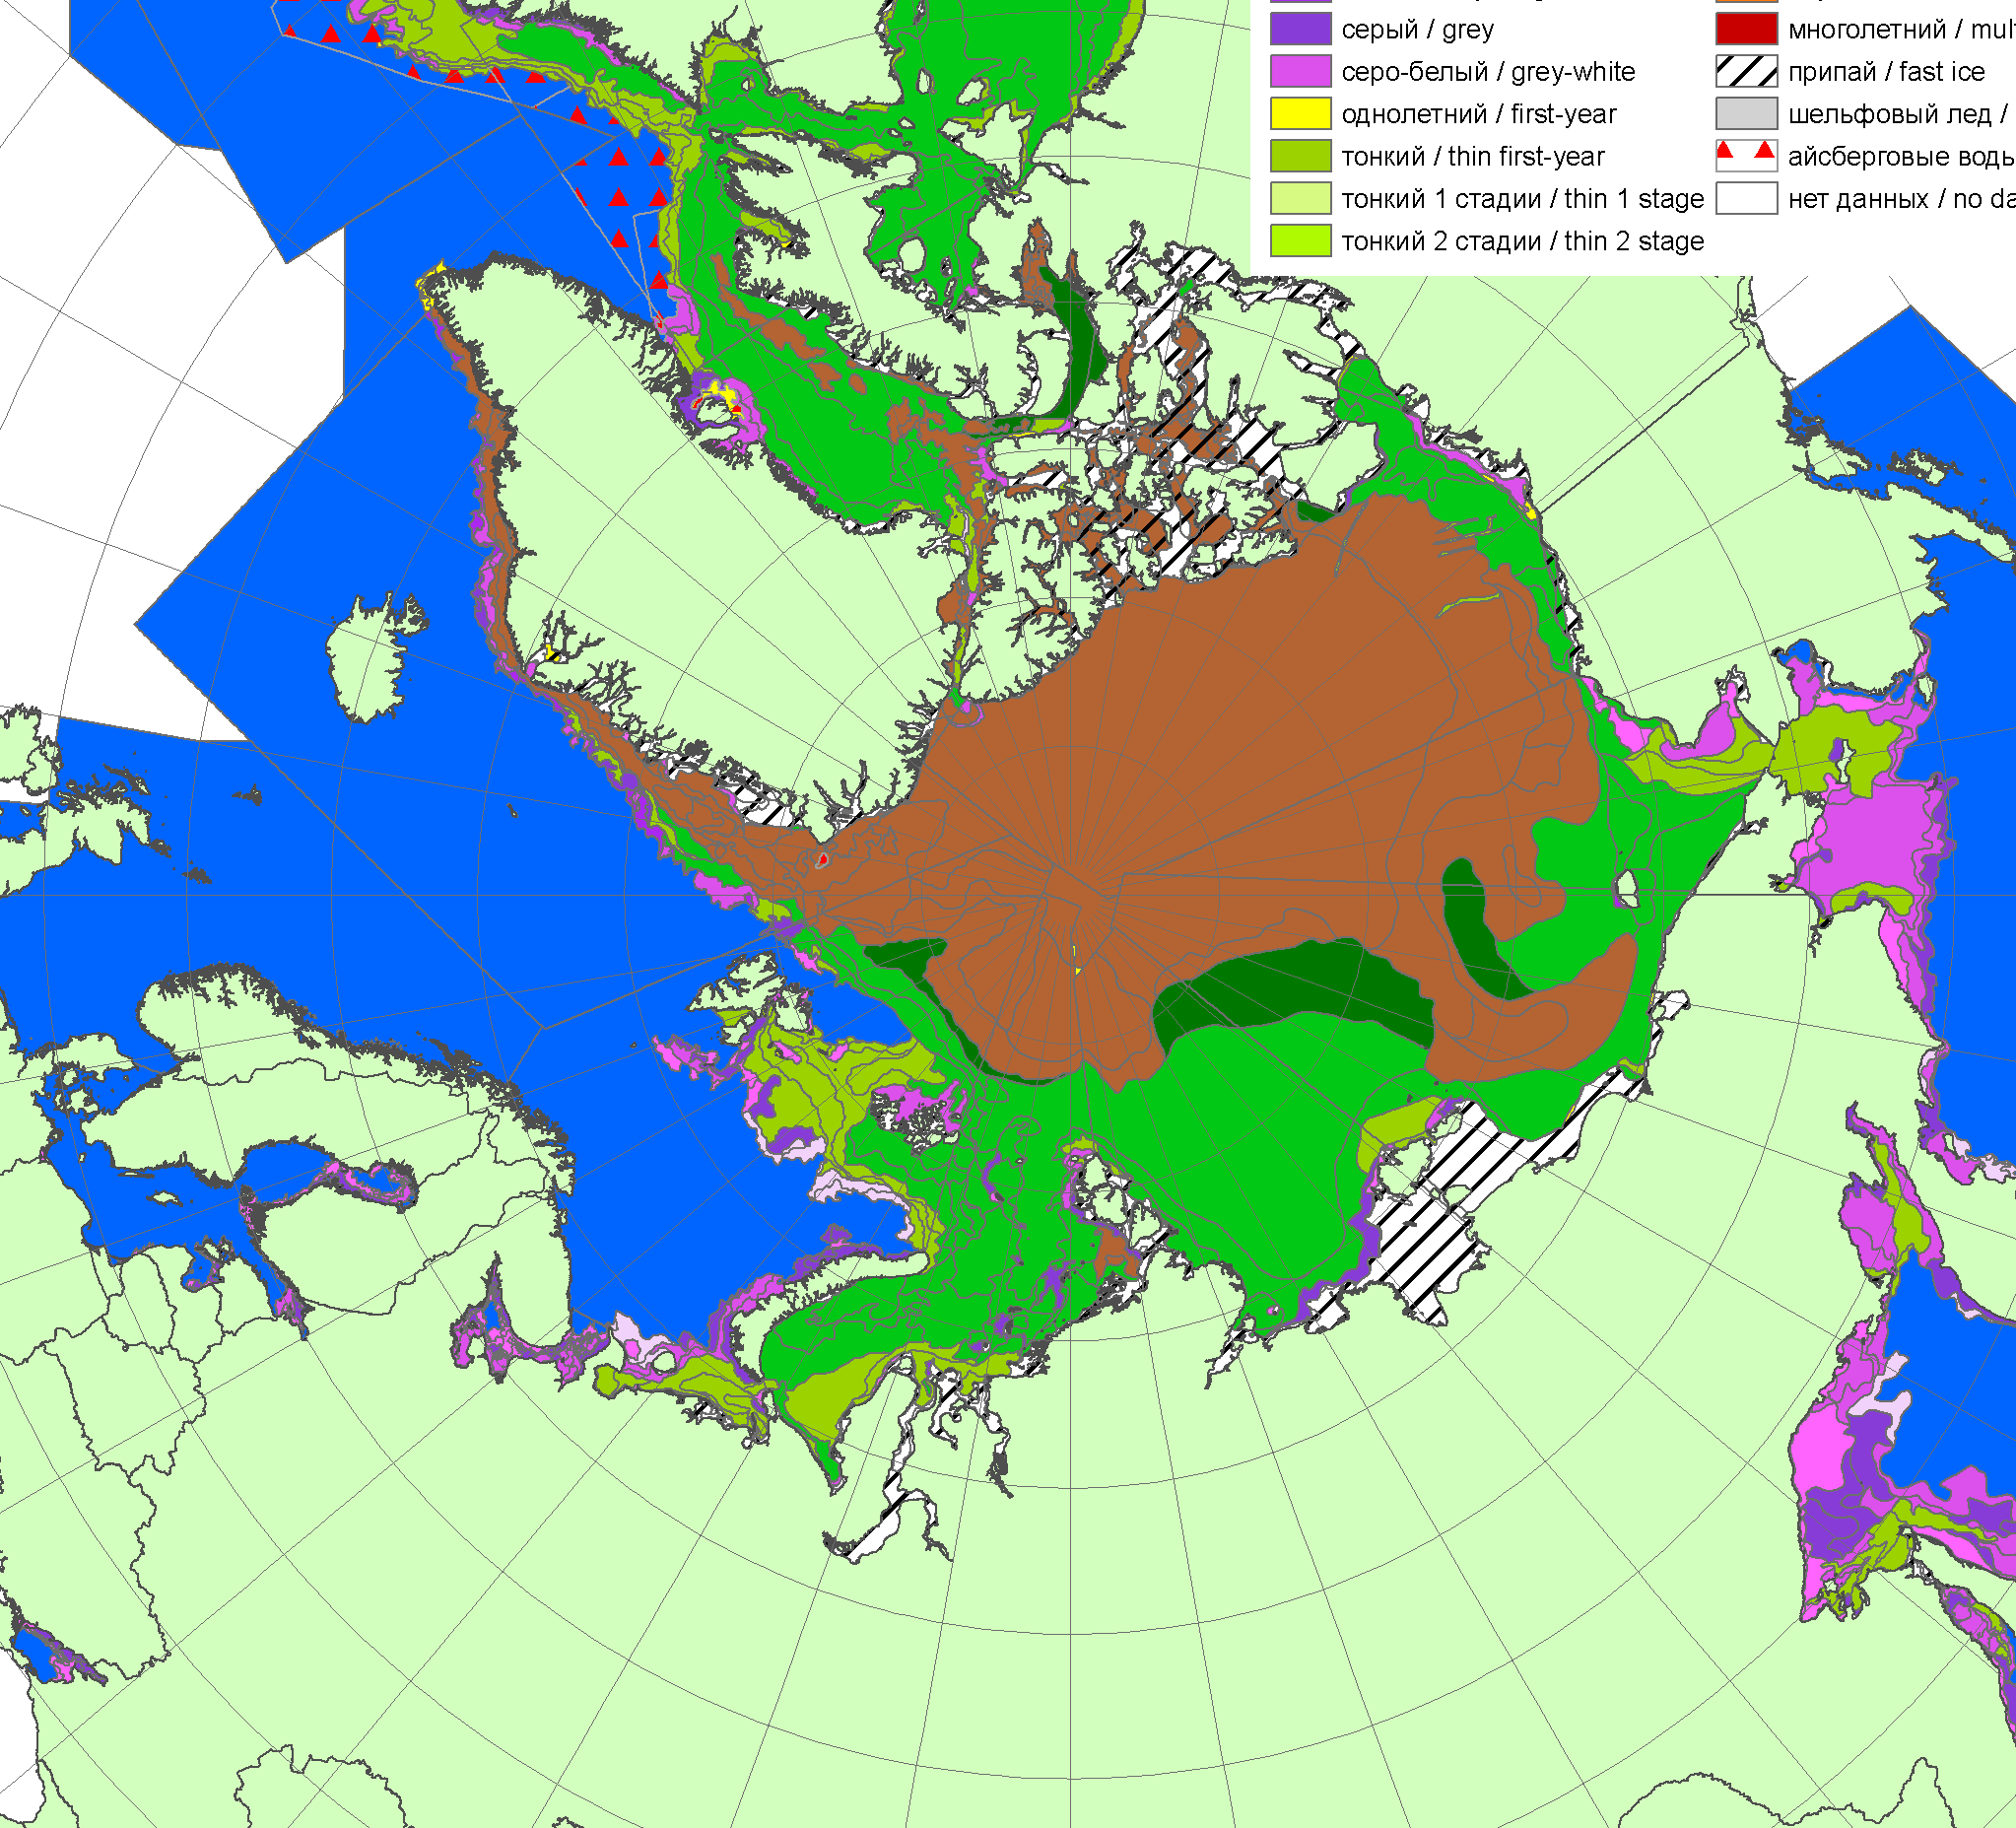 серый / grey
серо-белый / grey-white
однолетний / first-year
тонкий / thin first-year
тонкий 1 стадии / thin 1 stage
тонкий 2 стадии / thin 2 stage
многолетний /
припай / fast ice
шельфовый лед /
айсберговые
нет данных / no